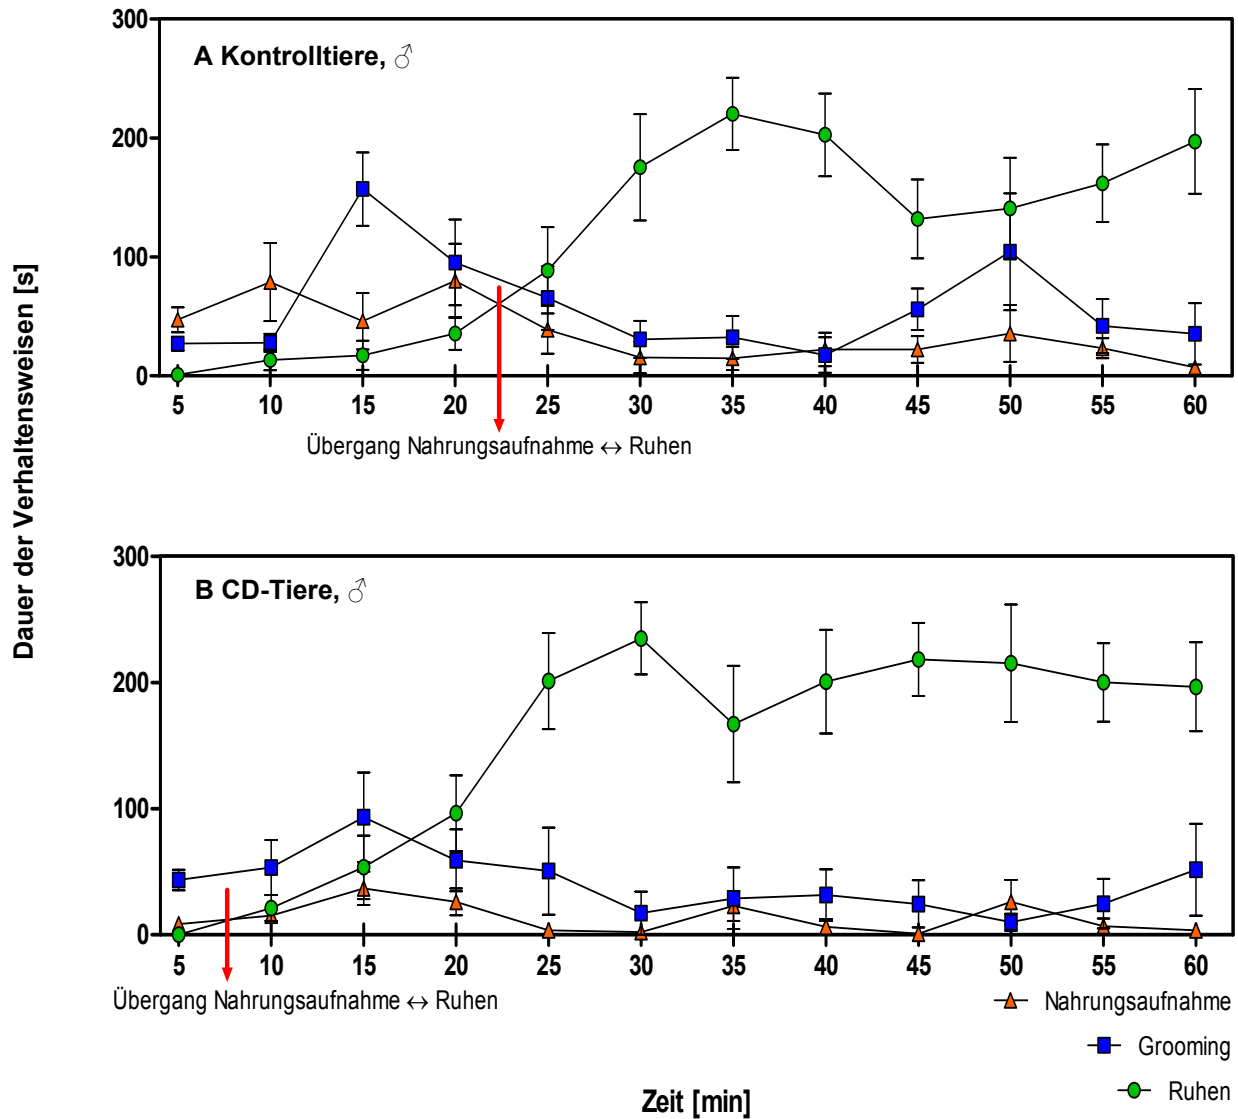 Dauer der Verhaltensweisen [s]
300
200
100
0
A Kontrolltiere, ♂
5 10 15 20 25 30 35 40 45 50 55 60
Übergang Nahrungsaufnahme ↔ Ruhen
300
200
100
0
B CD-Tiere, ♂
5 10 15 20 25 30 35 40 45 50 55 60
Übergang Nahrungsaufnahme ↔ Ruhen
Nahrungsaufnahme
Grooming
Ruhen
Zeit [min]